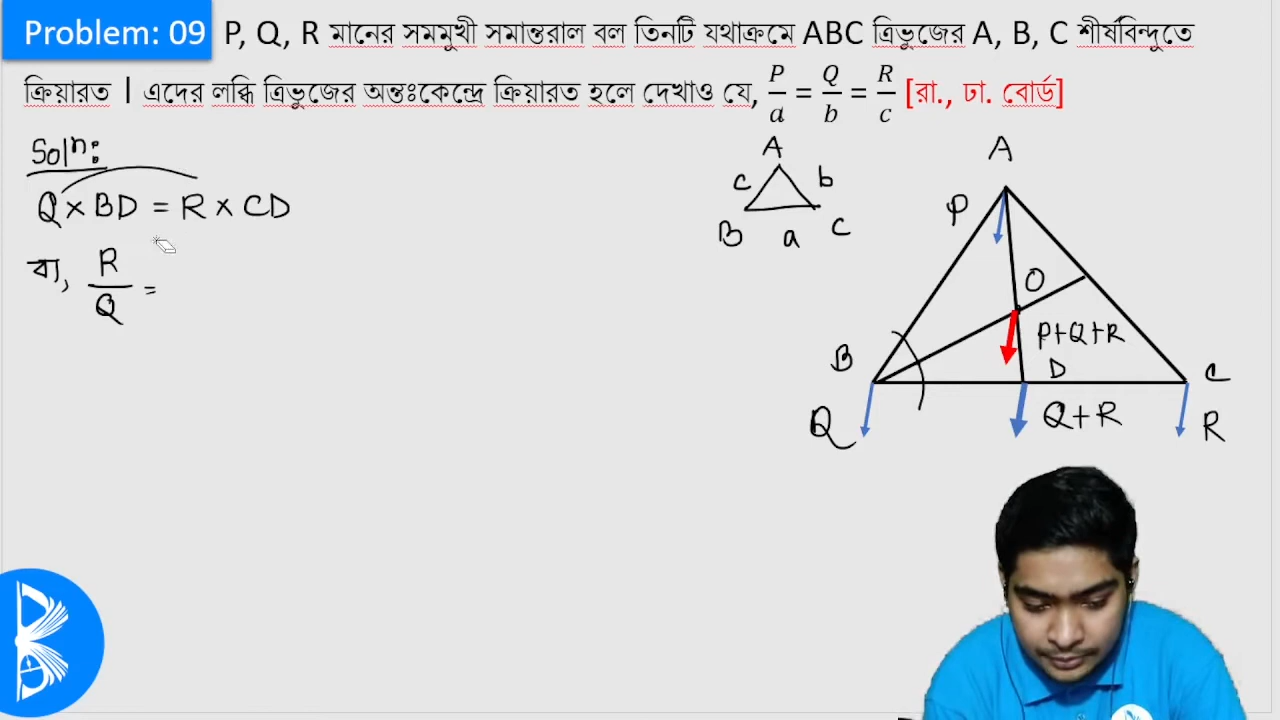 Problem: 09 P, Q, R মানের সমমুখী সমান্তরাল বল তিনটি যথাক্রমে ABC ত্রিভুজের A, B, C শীর্ষবিন্দুতে
ক্রিয়ারত । এদের লব্ধি ত্রিভুজের অন্তঃকেন্দ্রে ক্রিয়ারত হলে দেখাও যে, P/a = Q/b = R/c [রা., ঢা. বোর্ড]
Solⁿ:
Q × BD = R × CD
বা, R/Q =
A
c b
B a C
A
P
O
P+Q+R
B D C
Q Q+R R